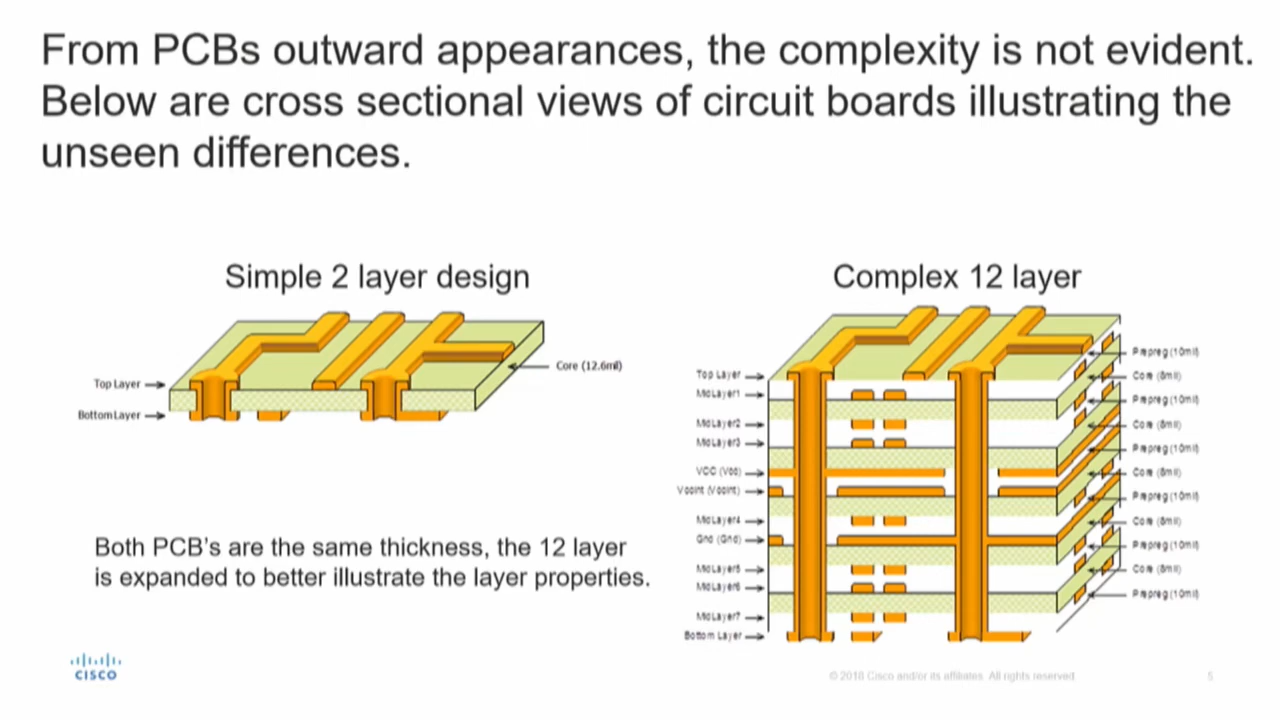 From PCBs outward appearances, the complexity is not evident.
Below are cross sectional views of circuit boards illustrating the
unseen differences.
Simple 2 layer design
Top Layer
Bottom Layer
Core (12.6mil)
Both PCB's are the same thickness, the 12 layer
is expanded to better illustrate the layer properties.
Complex 12 layer
Top Layer
MidLayer1
MidLayer2
MidLayer3
VCC (Vcc)
MidLayer4
Gnd (Gnd)
MidLayer5
MidLayer6
MidLayer7
Bottom Layer
Prepreg (10mil)
Core (8mil)
Prepreg (10mil)
Core (8mil)
Prepreg (10mil)
Core (8mil)
Prepreg (10mil)
Core (8mil)
Prepreg (10mil)
Core (8mil)
Prepreg (10mil)
CISCO
© 2018 Cisco and/or its affiliates. All rights reserved.
5